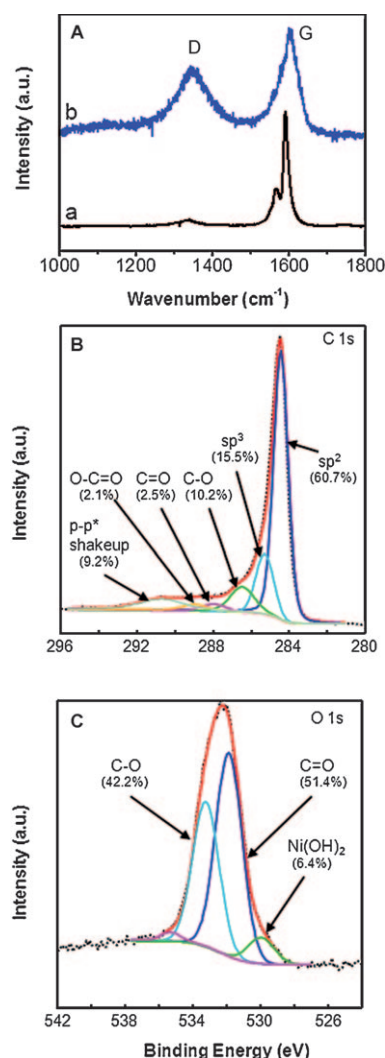 A
D
G
b
a
Intensity (a.u.)
1000 1200 1400 1600 1800
Wavenumber (cm-1)
B
C 1s
sp3
(15.5%)
sp2
(60.7%)
O-C=O
(2.1%)
C=O
(2.5%)
C-O
(10.2%)
p-p*
shakeup
(9.2%)
Intensity (a.u.)
296 292 288 284 280
C
O 1s
C-O
(42.2%)
C=O
(51.4%)
Ni(OH)2
(6.4%)
Intensity (a.u.)
542 538 534 530 526
Binding Energy (eV)